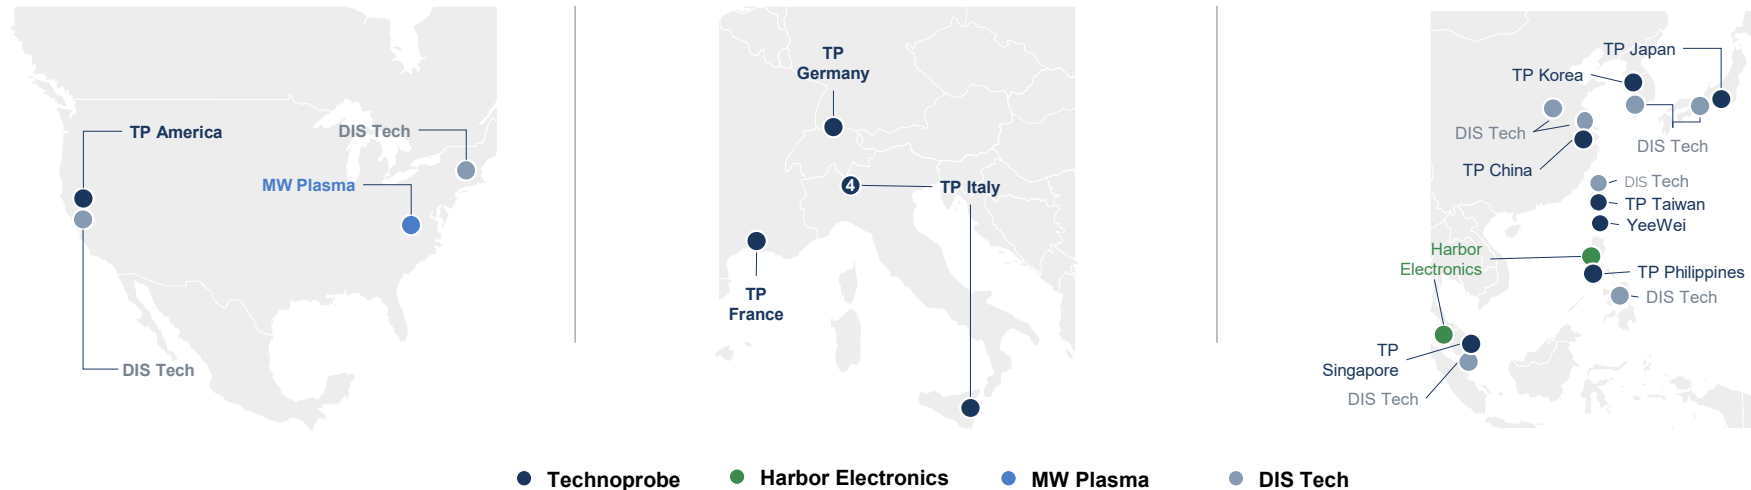 TP America
DIS Tech
MW Plasma
DIS Tech
TP
Germany
4
TP Italy
TP
France
TP Japan
TP Korea
DIS Tech
DIS Tech
TP China
DIS Tech
TP Taiwan
YeeWei
Harbor
Electronics
TP Philippines
DIS Tech
TP
Singapore
DIS Tech
Technoprobe
Harbor Electronics
MW Plasma
DIS Tech